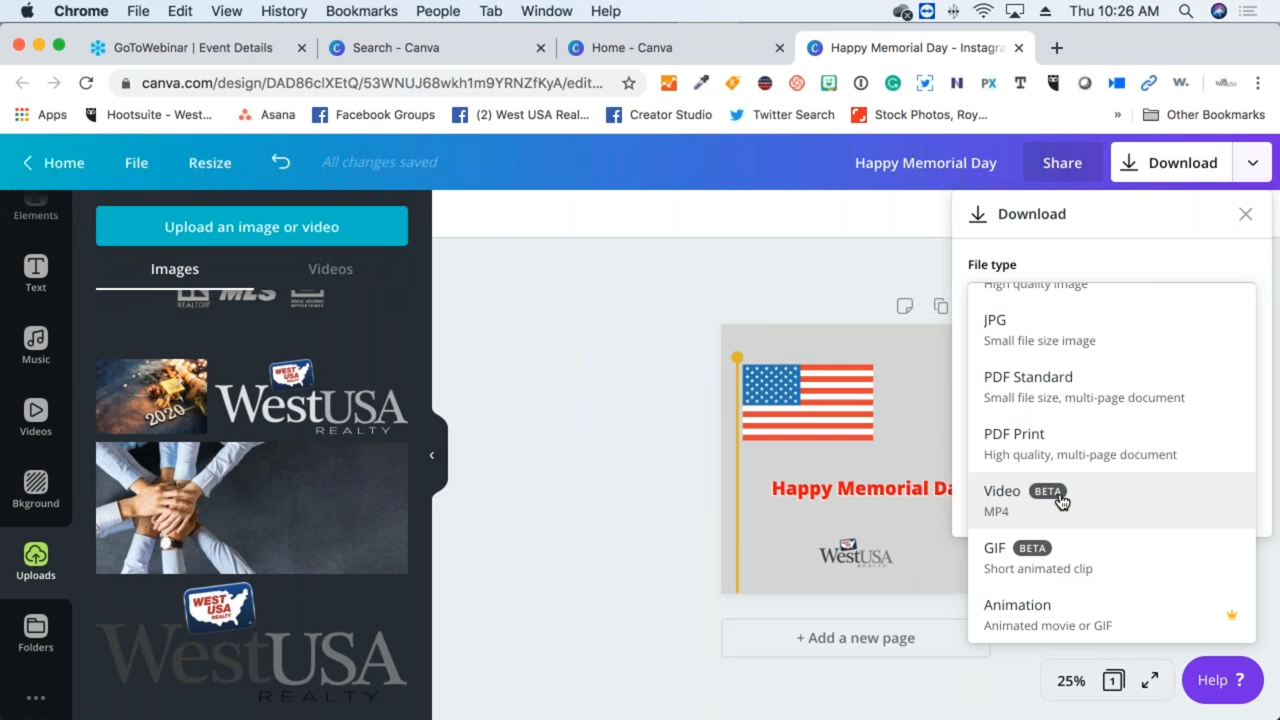 Chrome File Edit View History Bookmarks People Tab Window Help Thu 10:26 AM
GoToWebinar | Event Details
Search - Canva
Home - Canva
Happy Memorial Day - Instagra
canva.com/design/DAD86clXEtQ/53WNUJ68wkh1m9YRNZfKyA/edit...
Apps Hootsuite - West... Asana Facebook Groups (2) West USA Real... Creator Studio Twitter Search Stock Photos, Roy... » Other Bookmarks
Home File Resize All changes saved Happy Memorial Day Share Download
Elements
Text
Music
Videos
Bkground
Uploads
Folders
Upload an image or video
Images Videos
REALTOR MLS
2020
WEST USA REALTY
WestUSA
REALTY
WEST USA REALTY
WestUSA
REALTY
Happy Memorial Da
WestUSA
REALTY
+ Add a new page
Download
File type
High quality image
JPG
Small file size image
PDF Standard
Small file size, multi-page document
PDF Print
High quality, multi-page document
Video BETA
MP4
GIF BETA
Short animated clip
Animation
Animated movie or GIF
25% 1 Help ?